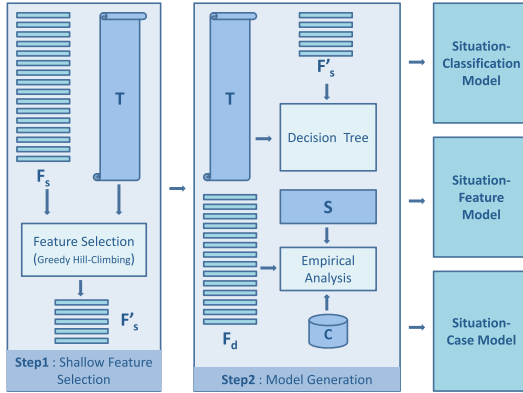 T
Fs
Feature Selection
(Greedy Hill-Climbing)
F's
Step1 : Shallow Feature
Selection
T
F's
Decision Tree
S
Empirical
Analysis
C
Fd
Step2 : Model Generation
Situation-
Classification
Model
Situation-
Feature
Model
Situation-
Case Model